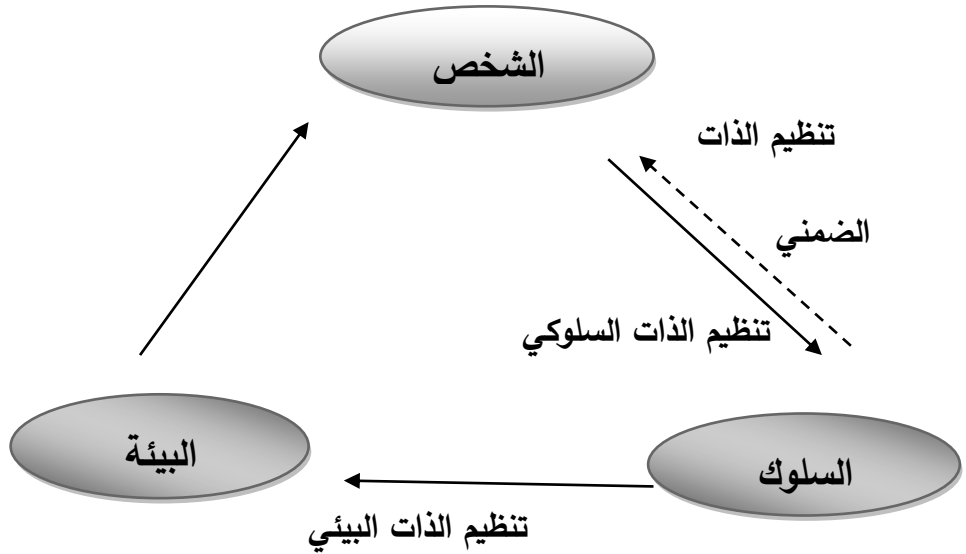 الشخص
تنظيم الذات
الضمني
تنظيم الذات السلوكي
البيئة
السلوك
تنظيم الذات البيئي